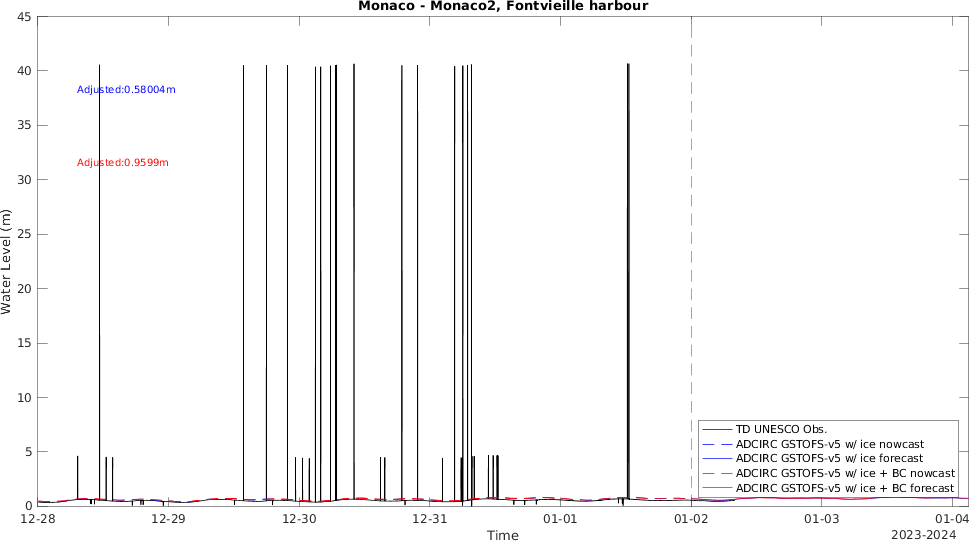 Monaco - Monaco2, Fontvieille harbour
45
40
35
30
25
20
15
10
5
0
Water Level (m)
Adjusted:0.58004m
Adjusted:0.9599m
TD UNESCO Obs.
ADCIRC GSTOFS-v5 w/ ice nowcast
ADCIRC GSTOFS-v5 w/ ice forecast
ADCIRC GSTOFS-v5 w/ ice + BC nowcast
ADCIRC GSTOFS-v5 w/ ice + BC forecast
12-28 12-29 12-30 12-31 01-01 01-02 01-03 01-04
Time
2023-2024